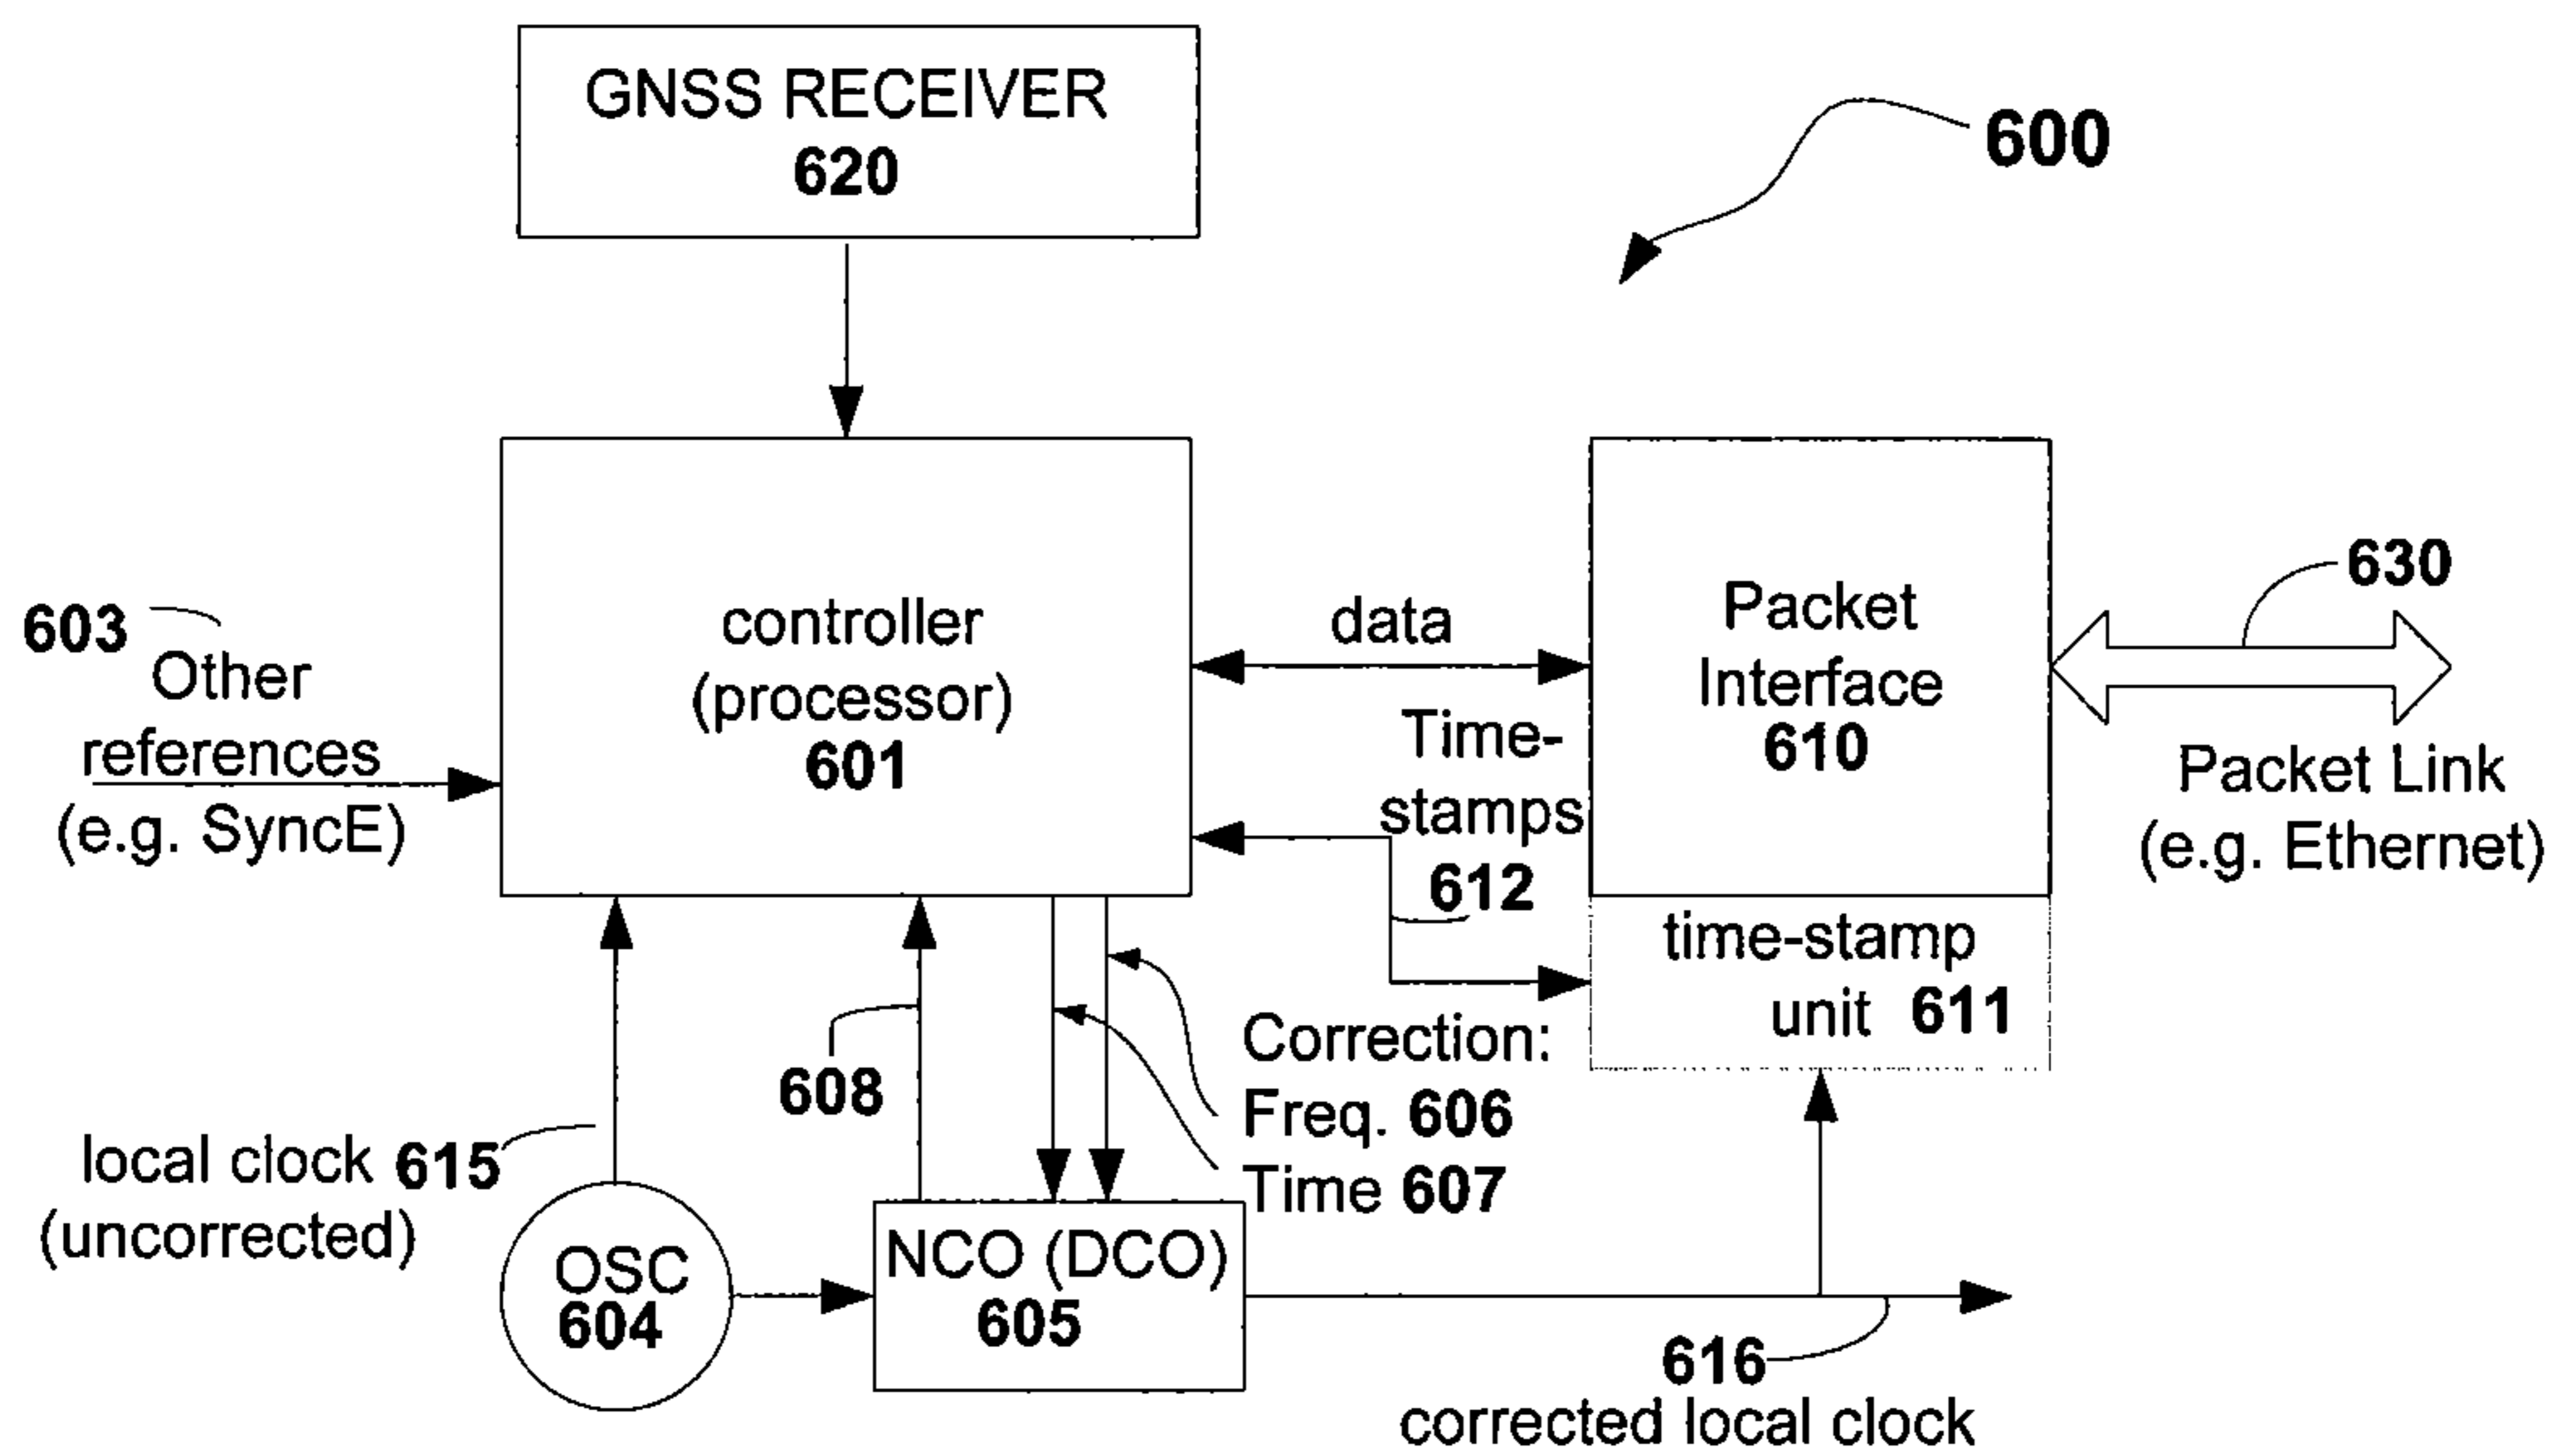 GNSS RECEIVER
620
600
603
Other
references
(e.g. SyncE)
controller
(processor)
601
data
Time-
stamps
612
Packet
Interface
610
630
Packet Link
(e.g. Ethernet)
time-stamp
unit 611
608
Correction:
Freq. 606
Time 607
local clock 615
(uncorrected)
OSC
604
NCO (DCO)
605
616
corrected local clock